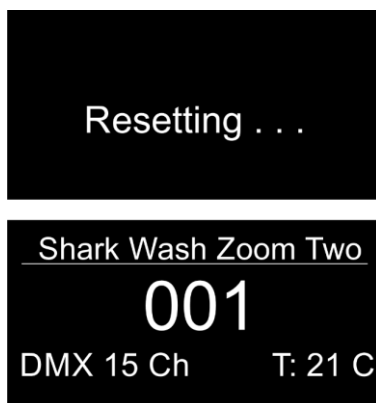 Resetting . . .
Shark Wash Zoom Two
001
DMX 15 Ch T: 21 C